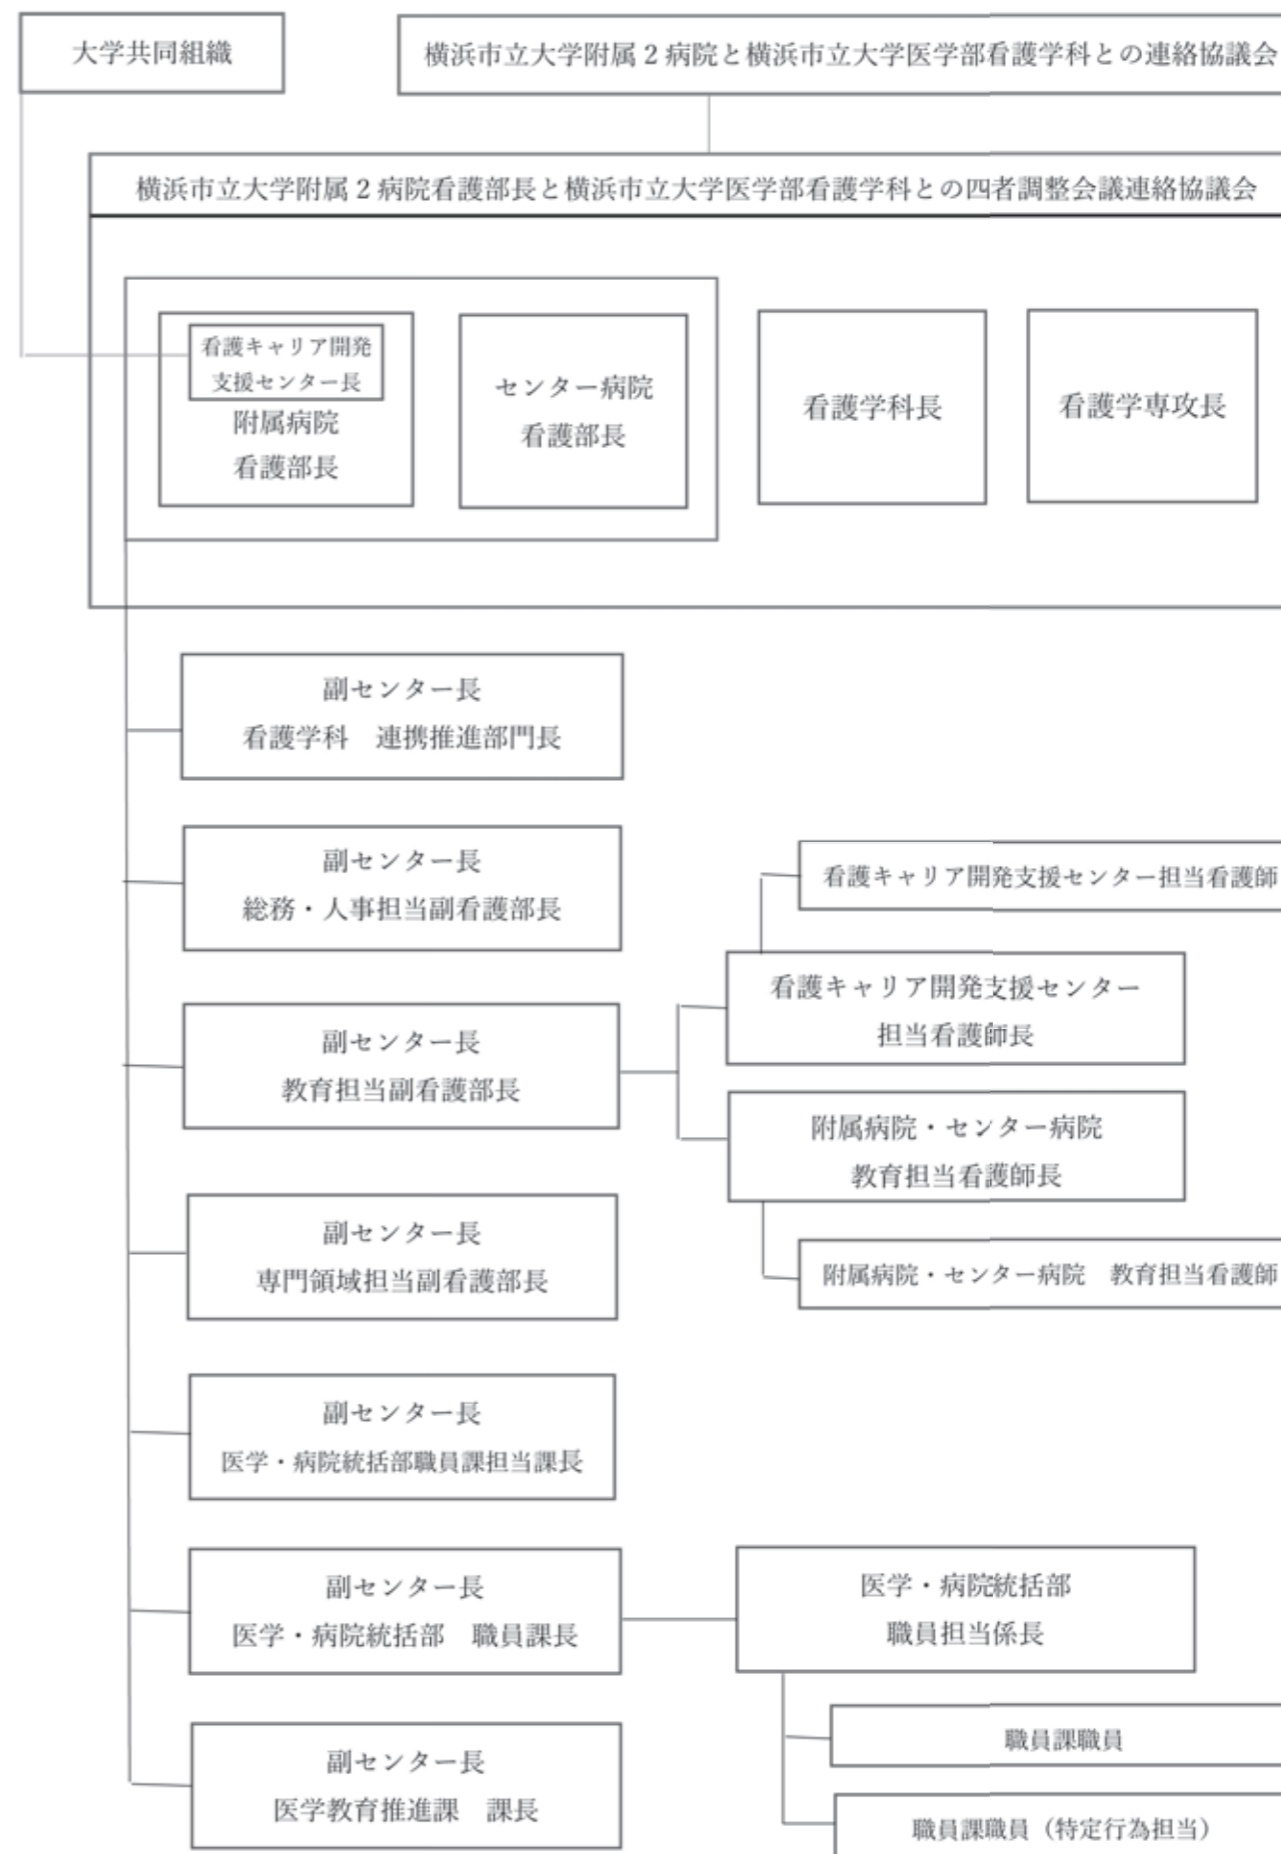 大学共同組織
横浜市立大学附属2病院と横浜市立大学医学部看護学科との連絡協議会
横浜市立大学附属2病院看護部長と横浜市立大学医学部看護学科との四者調整会議連絡協議会
看護キャリア開発
支援センター長
附属病院
看護部長
センター病院
看護部長
看護学科長
看護学専攻長
副センター長
看護学科　連携推進部門長
副センター長
総務・人事担当副看護部長
副センター長
教育担当副看護部長
看護キャリア開発支援センター担当看護師
看護キャリア開発支援センター
担当看護師長
附属病院・センター病院
教育担当看護師長
附属病院・センター病院　教育担当看護師
副センター長
専門領域担当副看護部長
副センター長
医学・病院統括部職員課担当課長
副センター長
医学・病院統括部　職員課長
医学・病院統括部
職員担当係長
職員課職員
職員課職員（特定行為担当）
副センター長
医学教育推進課　課長